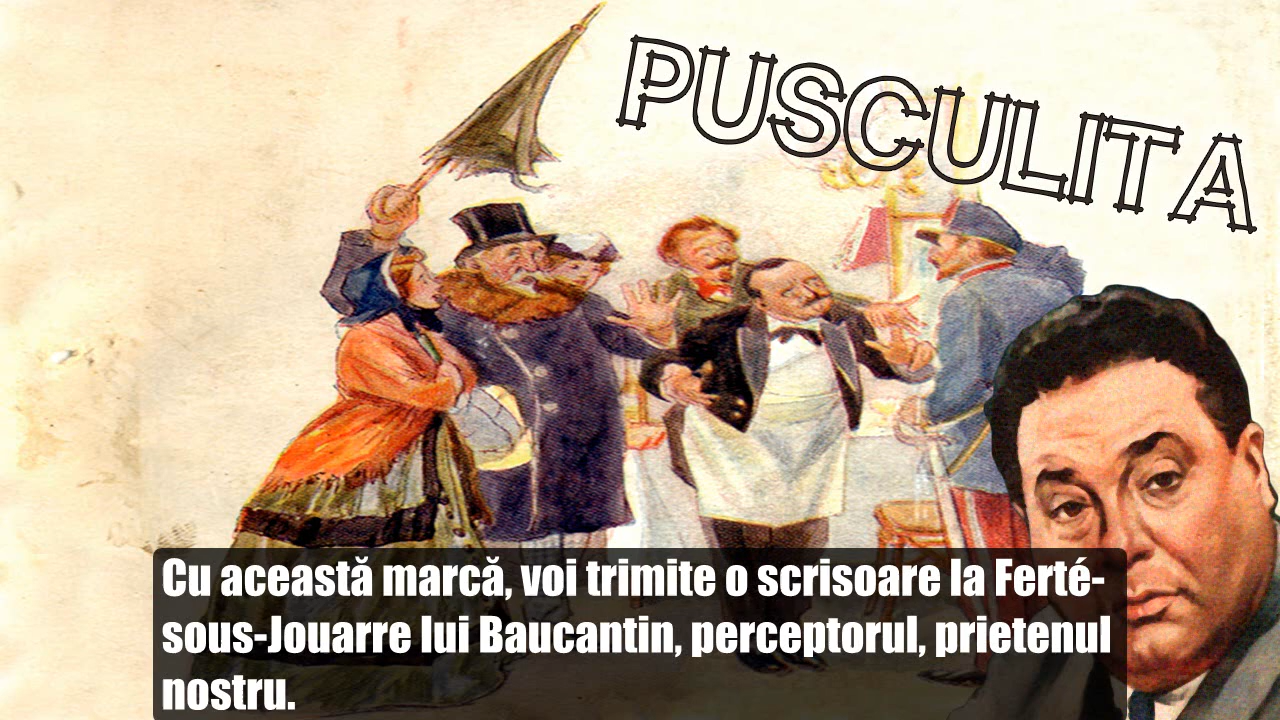 PUSCULITA
Cu această marcă, voi trimite o scrisoare la Ferté-
sous-Jouarre lui Baucantin, perceptorul, prietenul
nostru.